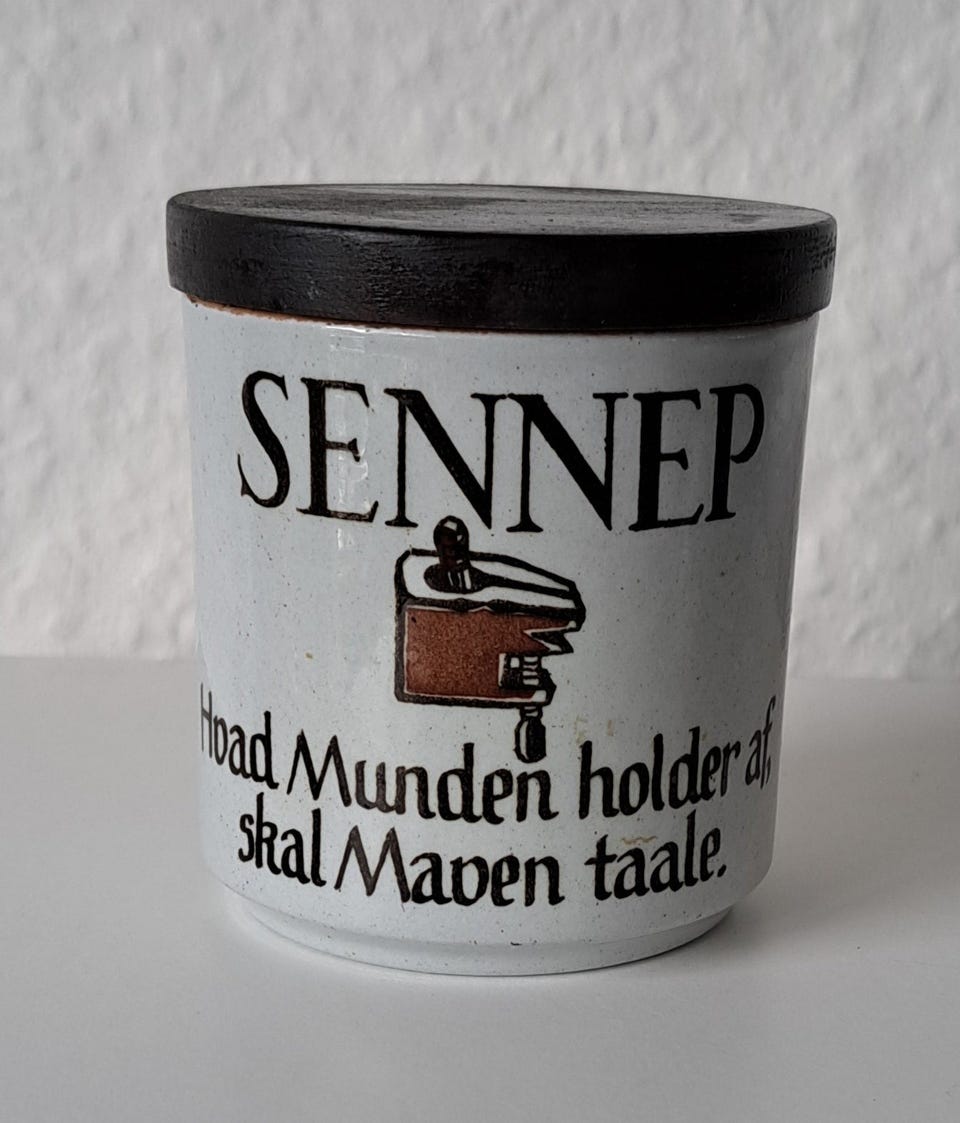 SENNEP
Hvad Munden holder af,
skal Maven taale.